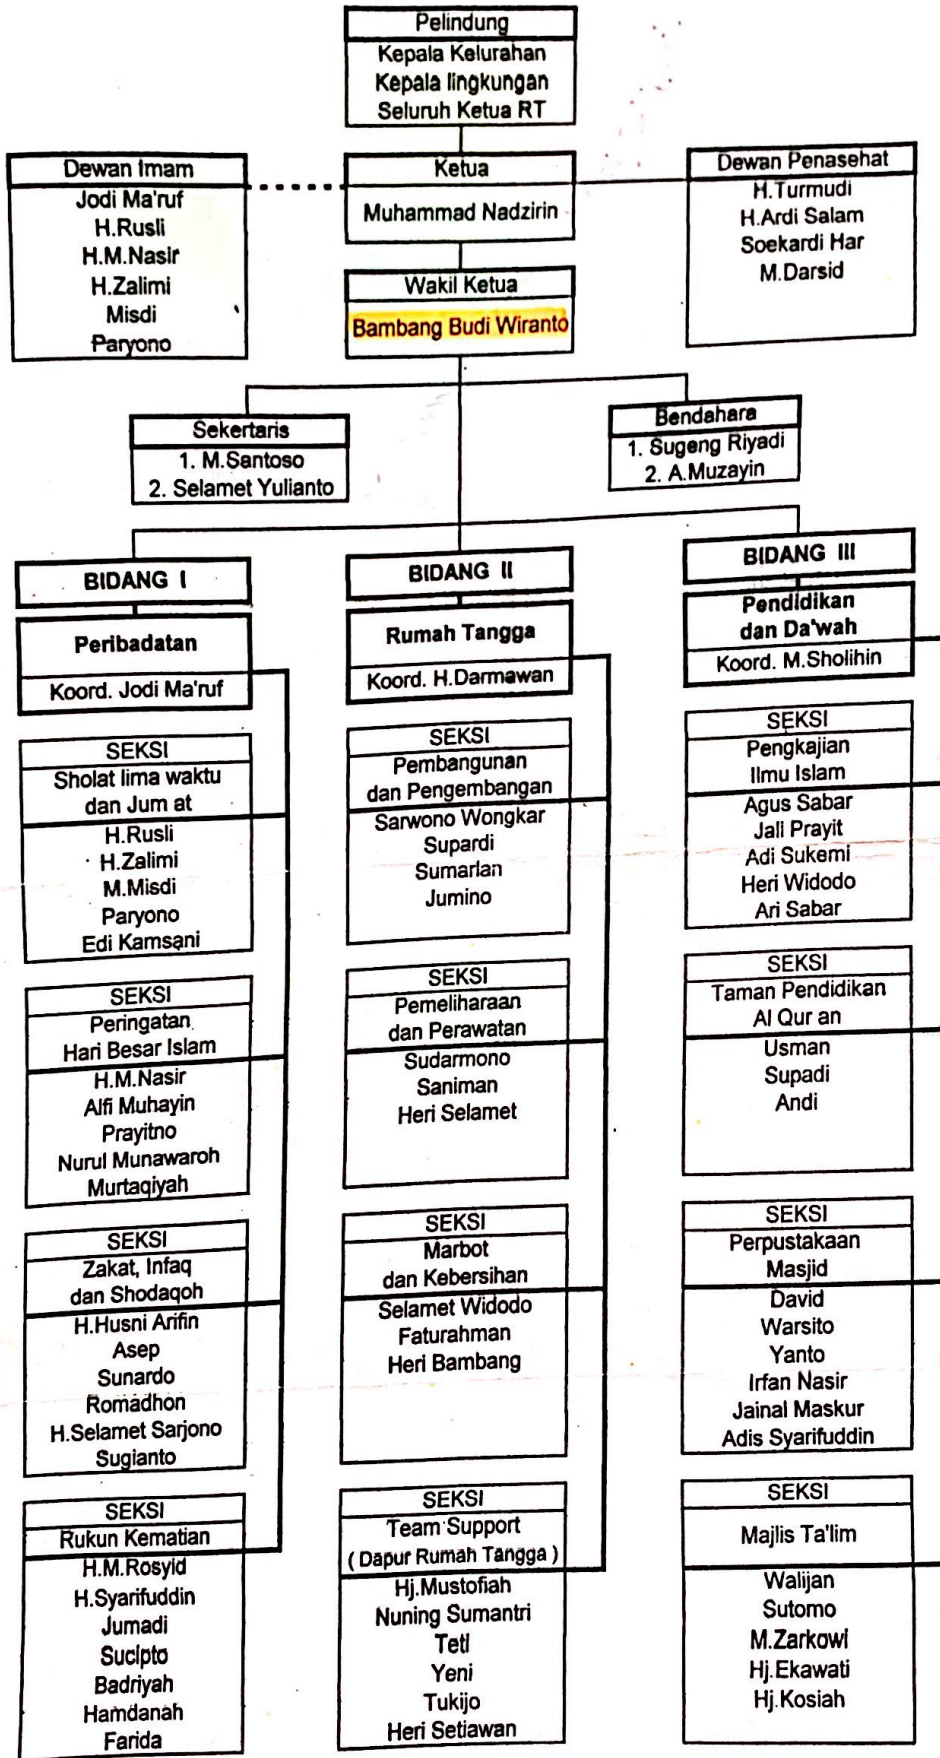 Pelindung
Kepala Kelurahan
Kepala lingkungan
Seluruh Ketua RT
Dewan Imam
Jodi Ma'ruf
H.Rusli
H.M.Nasir
H.Zalimi
Misdi
Paryono
Ketua
Muhammad Nadzirin
Dewan Penasehat
H.Turmudi
H.Ardi Salam
Soekardi Har
M.Darsid
Wakil Ketua
Bambang Budi Wiranto
Sekertaris
1. M.Santoso
2. Selamet Yulianto
Bendahara
1. Sugeng Riyadi
2. A.Muzayin
BIDANG I
Peribadatan
Koord. Jodi Ma'ruf
SEKSI
Sholat lima waktu
dan Jum at
H.Rusli
H.Zalimi
M.Misdi
Paryono
Edi Kamsani
SEKSI
Peringatan
Hari Besar Islam
H.M.Nasir
Alfi Muhayin
Prayitno
Nurul Munawaroh
Murtaqiyah
SEKSI
Zakat, Infaq
dan Shodaqoh
H.Husni Arifin
Asep
Sunardo
Romadhon
H.Selamet Sarjono
Sugianto
SEKSI
Rukun Kematian
H.M.Rosyid
H.Syarifuddin
Jumadi
Sucipto
Badriyah
Hamdanah
Farida
BIDANG II
Rumah Tangga
Koord. H.Darmawan
SEKSI
Pembangunan
dan Pengembangan
Sarwono Wongkar
Supardi
Sumarlan
Jumino
SEKSI
Pemeliharaan
dan Perawatan
Sudarmono
Saniman
Heri Selamet
SEKSI
Marbot
dan Kebersihan
Selamet Widodo
Faturahman
Heri Bambang
SEKSI
Team Support
( Dapur Rumah Tangga )
Hj.Mustofiah
Nuning Sumantri
Teti
Yeni
Tukijo
Heri Setiawan
BIDANG III
Pendidikan
dan Da'wah
Koord. M.Sholihin
SEKSI
Pengkajian
Ilmu Islam
Agus Sabar
Jali Prayit
Adi Sukemi
Heri Widodo
Ari Sabar
SEKSI
Taman Pendidikan
Al Qur an
Usman
Supadi
Andi
SEKSI
Perpustakaan
Masjid
David
Warsito
Yanto
Irfan Nasir
Jainal Maskur
Adis Syarifuddin
SEKSI
Majlis Ta'lim
Walijan
Sutomo
M.Zarkowi
Hj.Ekawati
Hj.Kosiah